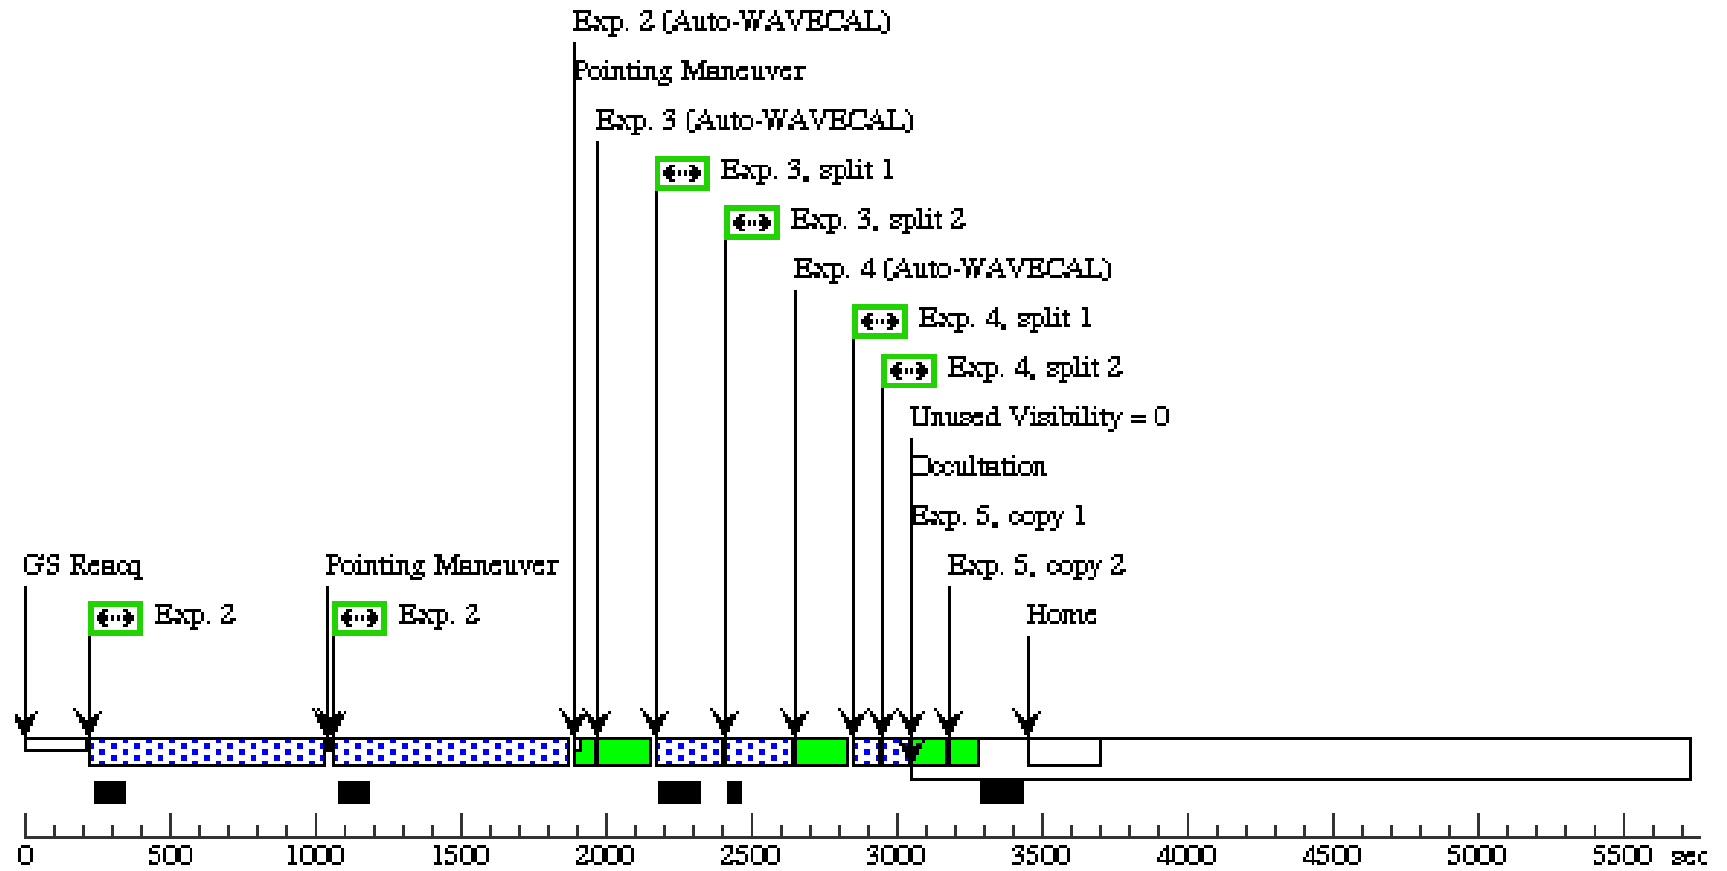 Exp. 2 (Auto-WAVECAL)
Pointing Maneuver
Exp. 3 (Auto-WAVECAL)
Exp. 3, split 1
Exp. 3, split 2
Exp. 4 (Auto-WAVECAL)
Exp. 4, split 1
Exp. 4, split 2
Unused Visibility = 0
Occultation
Exp. 5, copy 1
GS Reacq Pointing Maneuver Exp. 5, copy 2
Exp. 2 Exp. 2 Home
0 500 1000 1500 2000 2500 3000 3500 4000 4500 5000 5500 sec